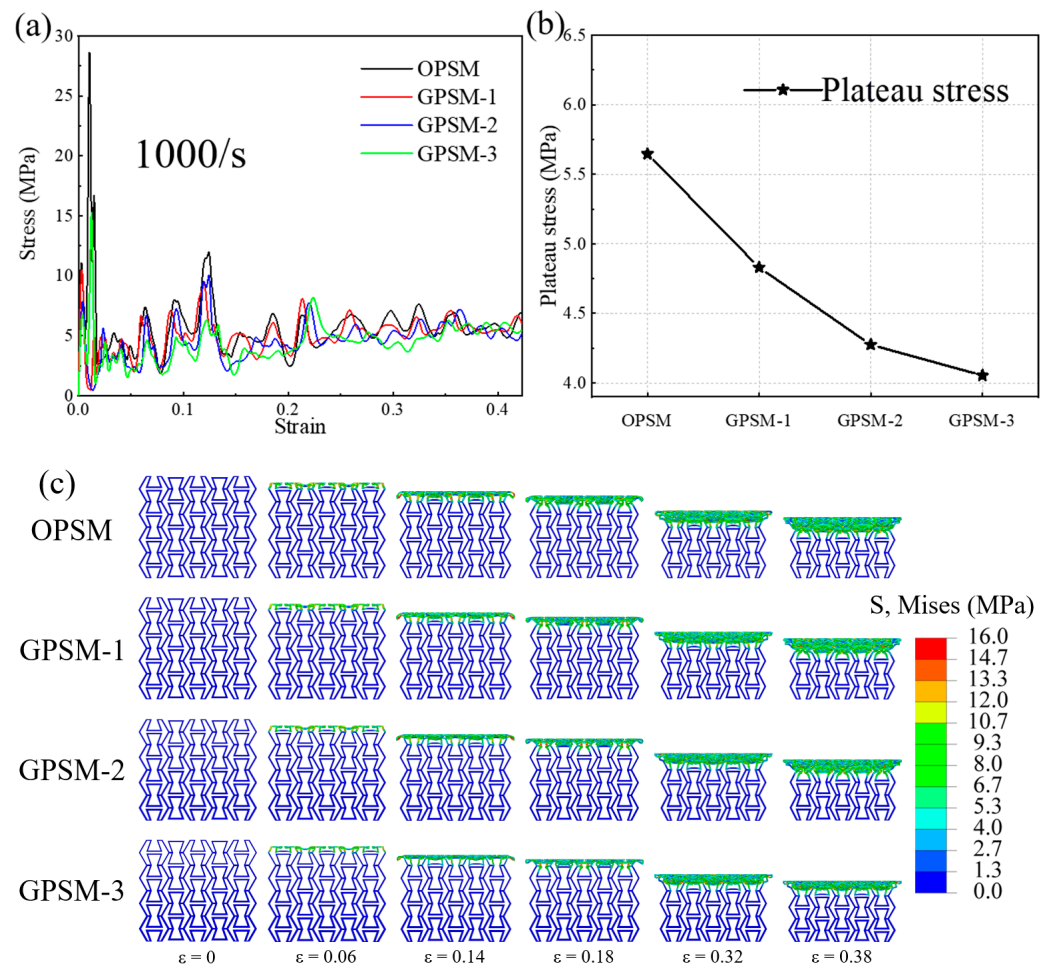 (a)
30
25
20
15
10
5
0
Stress (MPa)
1000/s
OPSM
GPSM-1
GPSM-2
GPSM-3
0.0 0.1 0.2 0.3 0.4
Strain
(b)
6.5
6.0
5.5
5.0
4.5
4.0
Plateau stress (MPa)
Plateau stress
OPSM GPSM-1 GPSM-2 GPSM-3
(c)
OPSM
GPSM-1
GPSM-2
GPSM-3
ε = 0 ε = 0.06 ε = 0.14 ε = 0.18 ε = 0.32 ε = 0.38
S, Mises (MPa)
16.0
14.7
13.3
12.0
10.7
9.3
8.0
6.7
5.3
4.0
2.7
1.3
0.0